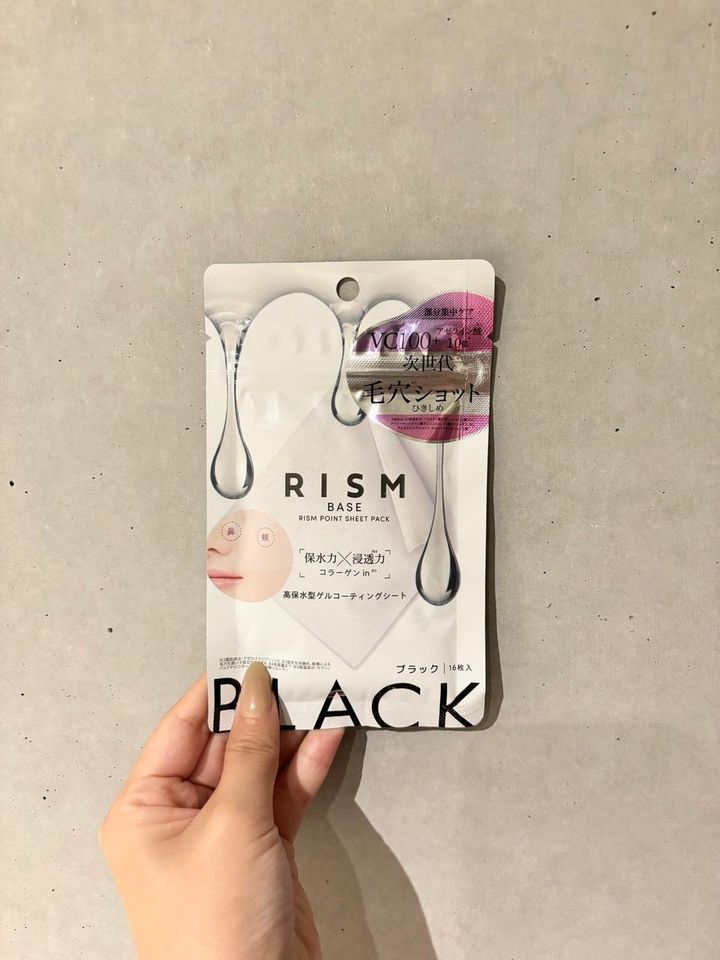 部分集中ケア
アゼライン酸
VC100+10%
次世代
毛穴ショット
ひきしめ
RISM
BASE
RISM POINT SHEET PACK
鼻 頬
保水力×浸透力
コラーゲンin
高保水型ゲルコーティングシート
ブラック|16枚入
BLACK